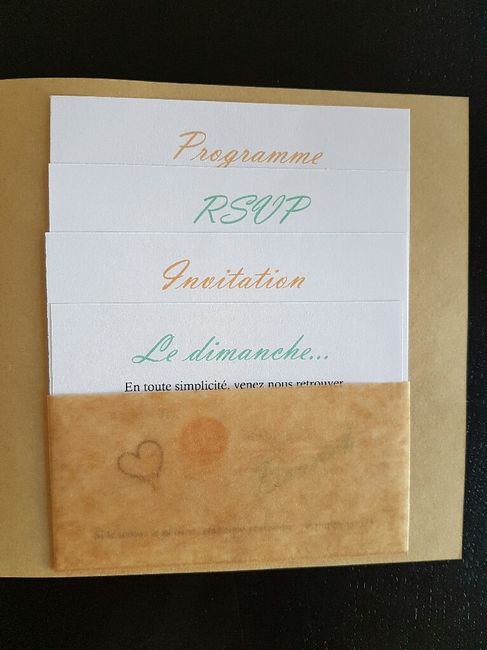 Programme
RSVP
Invitation
Le dimanche...
En toute simplicité, venez nous retrouver